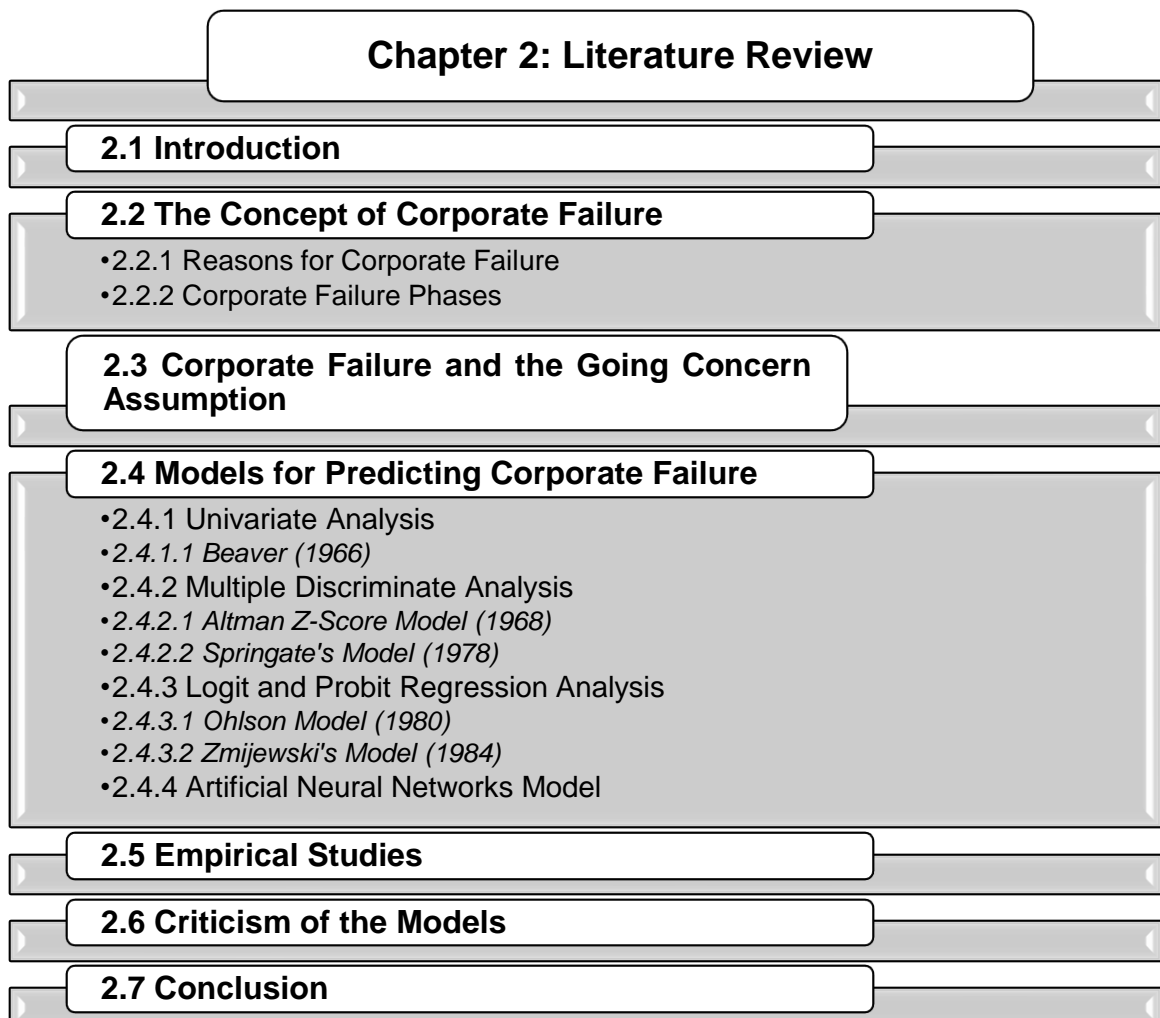 Chapter 2: Literature Review
2.1 Introduction
2.2 The Concept of Corporate Failure
•2.2.1 Reasons for Corporate Failure
•2.2.2 Corporate Failure Phases
2.3 Corporate Failure and the Going Concern
Assumption
2.4 Models for Predicting Corporate Failure
•2.4.1 Univariate Analysis
•2.4.1.1 Beaver (1966)
•2.4.2 Multiple Discriminate Analysis
•2.4.2.1 Altman Z-Score Model (1968)
•2.4.2.2 Springate's Model (1978)
•2.4.3 Logit and Probit Regression Analysis
•2.4.3.1 Ohlson Model (1980)
•2.4.3.2 Zmijewski's Model (1984)
•2.4.4 Artificial Neural Networks Model
2.5 Empirical Studies
2.6 Criticism of the Models
2.7 Conclusion